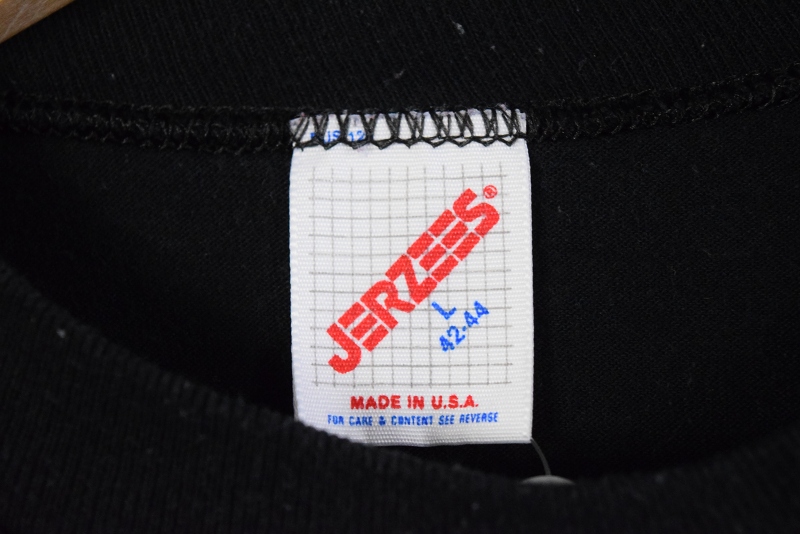 JERZEES®
L
42-44
MADE IN U.S.A.
FOR CARE & CONTENT SEE REVERSE